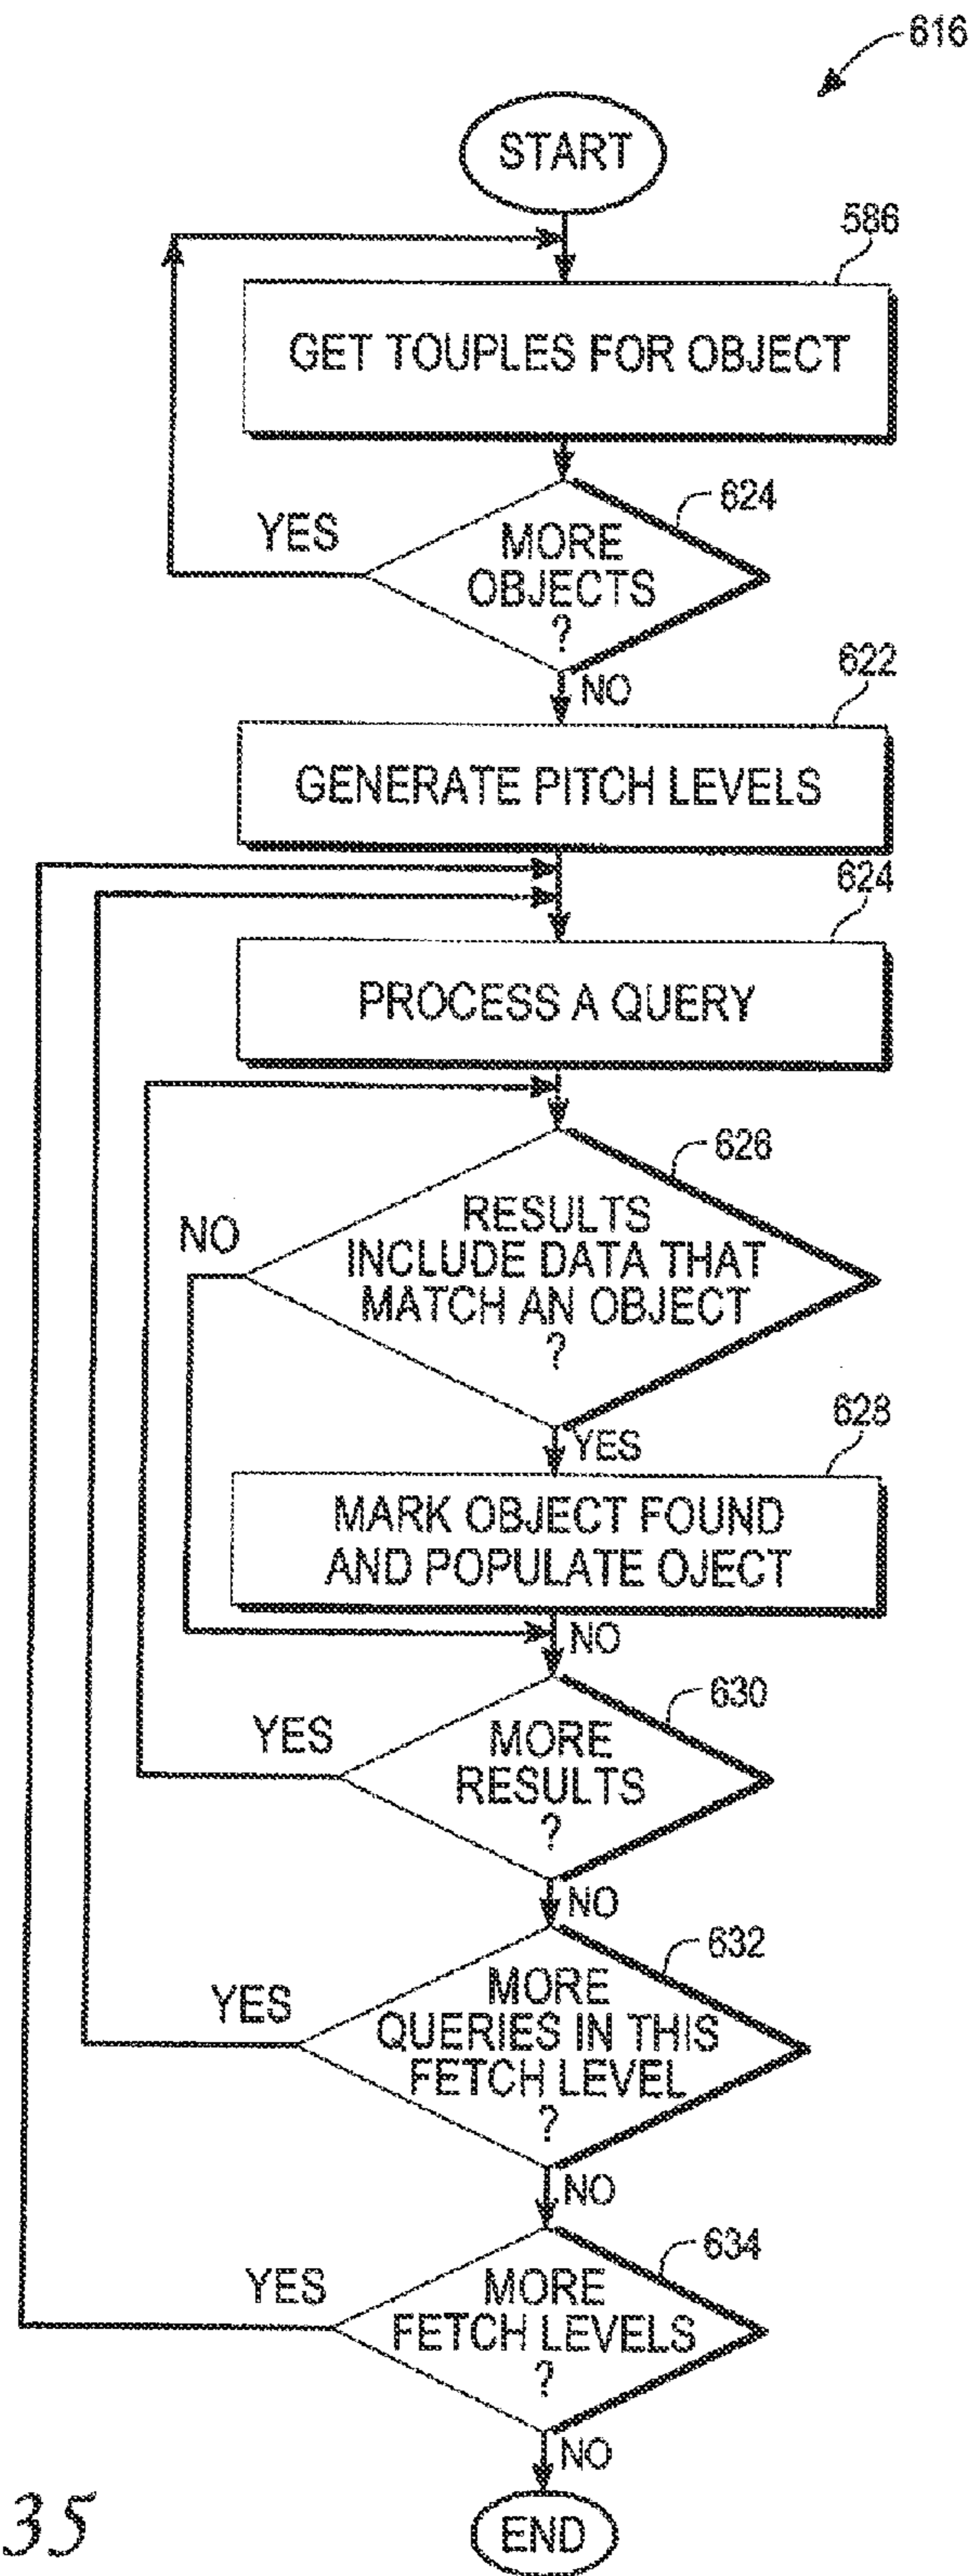 616
START
586
GET TOUPLES FOR OBJECT
624
YES
MORE
OBJECTS
?
NO
622
GENERATE PITCH LEVELS
624
PROCESS A QUERY
626
NO
RESULTS
INCLUDE DATA THAT
MATCH AN OBJECT
?
YES
628
MARK OBJECT FOUND
AND POPULATE OJECT
NO
630
YES
MORE
RESULTS
?
NO
632
YES
MORE
QUERIES IN THIS
FETCH LEVEL
?
NO
634
YES
MORE
FETCH LEVELS
?
NO
END
35